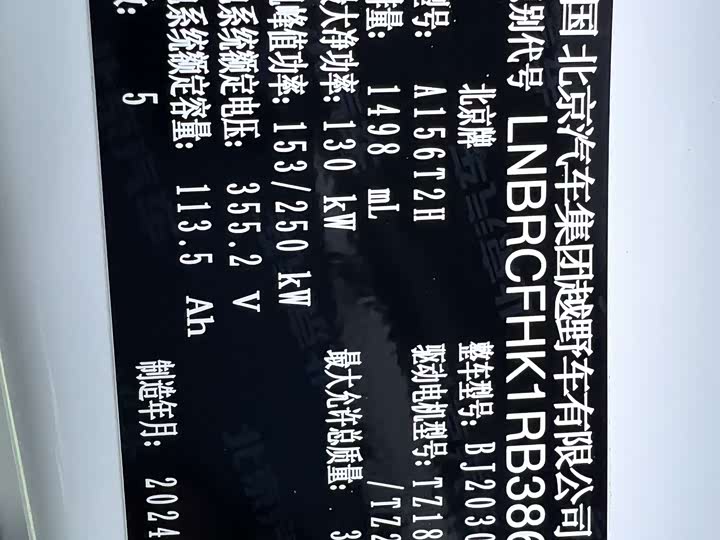 国 北京汽车集团越野车有限公司
别代号 LNBRCFHK1RB386
北京牌 整车型号: BJ2030
型号: A156T2H 驱动电机型号: TZ18
量: 1498 mL /TZ2
大净功率: 130 kW 最大允许总质量: 3
峰值功率: 153/250 kW
系统额定电压: 355.2 V
系统额定容量: 113.5 Ah
: 5 制造年月: 2024